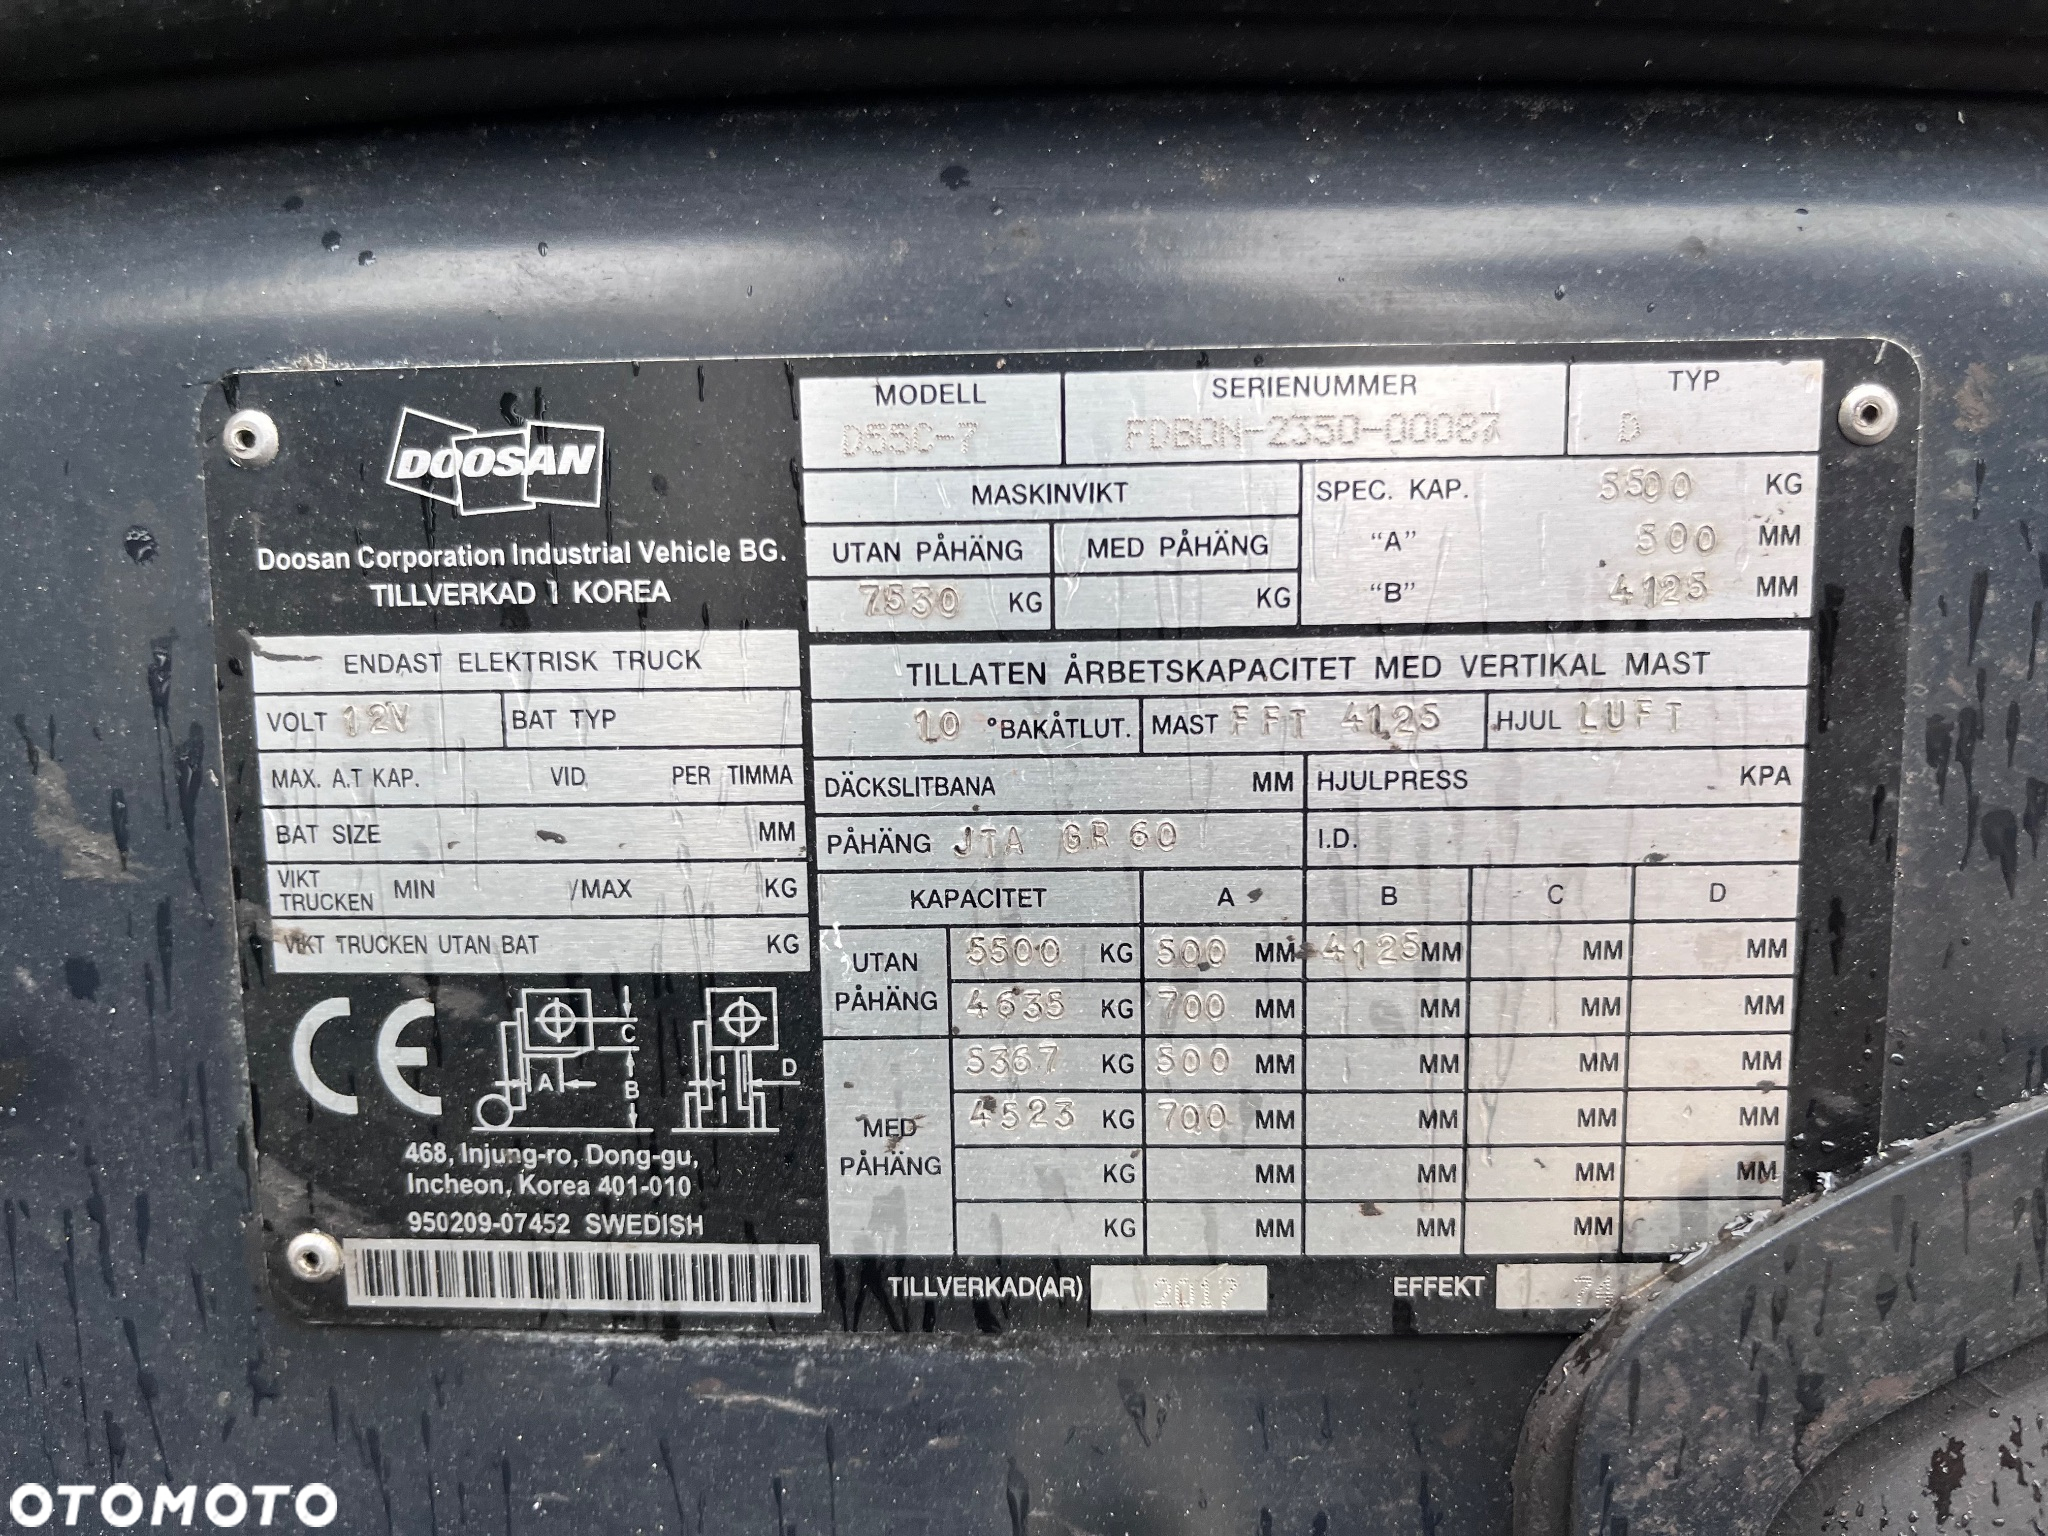 DOOSAN
Doosan Corporation Industrial Vehicle BG.
TILLVERKAD I KOREA
MODELL SERIENUMMER TYP
D55C-7 FDB0N-2350-00087 D
MASKINVIKT
UTAN PÅHÄNG MED PÅHÄNG
7530 KG KG
SPEC. KAP. 5500 KG
“A” 500 MM
“B” 4125 MM
ENDAST ELEKTRISK TRUCK
VOLT 12V BAT TYP
MAX. A.T KAP. VID. PER TIMMA
BAT SIZE MM
VIKT TRUCKEN MIN /MAX KG
VIKT TRUCKEN UTAN BAT KG
TILLATEN ÅRBETSKAPACITET MED VERTIKAL MAST
10 °BAKÅTLUT. MAST FFT 4125 HJUL LUFT
DÄCKSLITBANA MM HJULPRESS KPA
PÅHÄNG JTA GR 60 I.D.
KAPACITET A B C D
UTAN PÅHÄNG
5500 KG 500 MM 4125 MM MM MM
4635 KG 700 MM MM MM MM
MED PÅHÄNG
5367 KG 500 MM MM MM MM
4523 KG 700 MM MM MM MM
KG MM MM MM MM
KG MM MM MM
CE
C
A
B
D
468, Injung-ro, Dong-gu,
Incheon, Korea 401-010
950209-07452 SWEDISH
TILLVERKAD(AR) 2017 EFFEKT 74
OTOMOTO